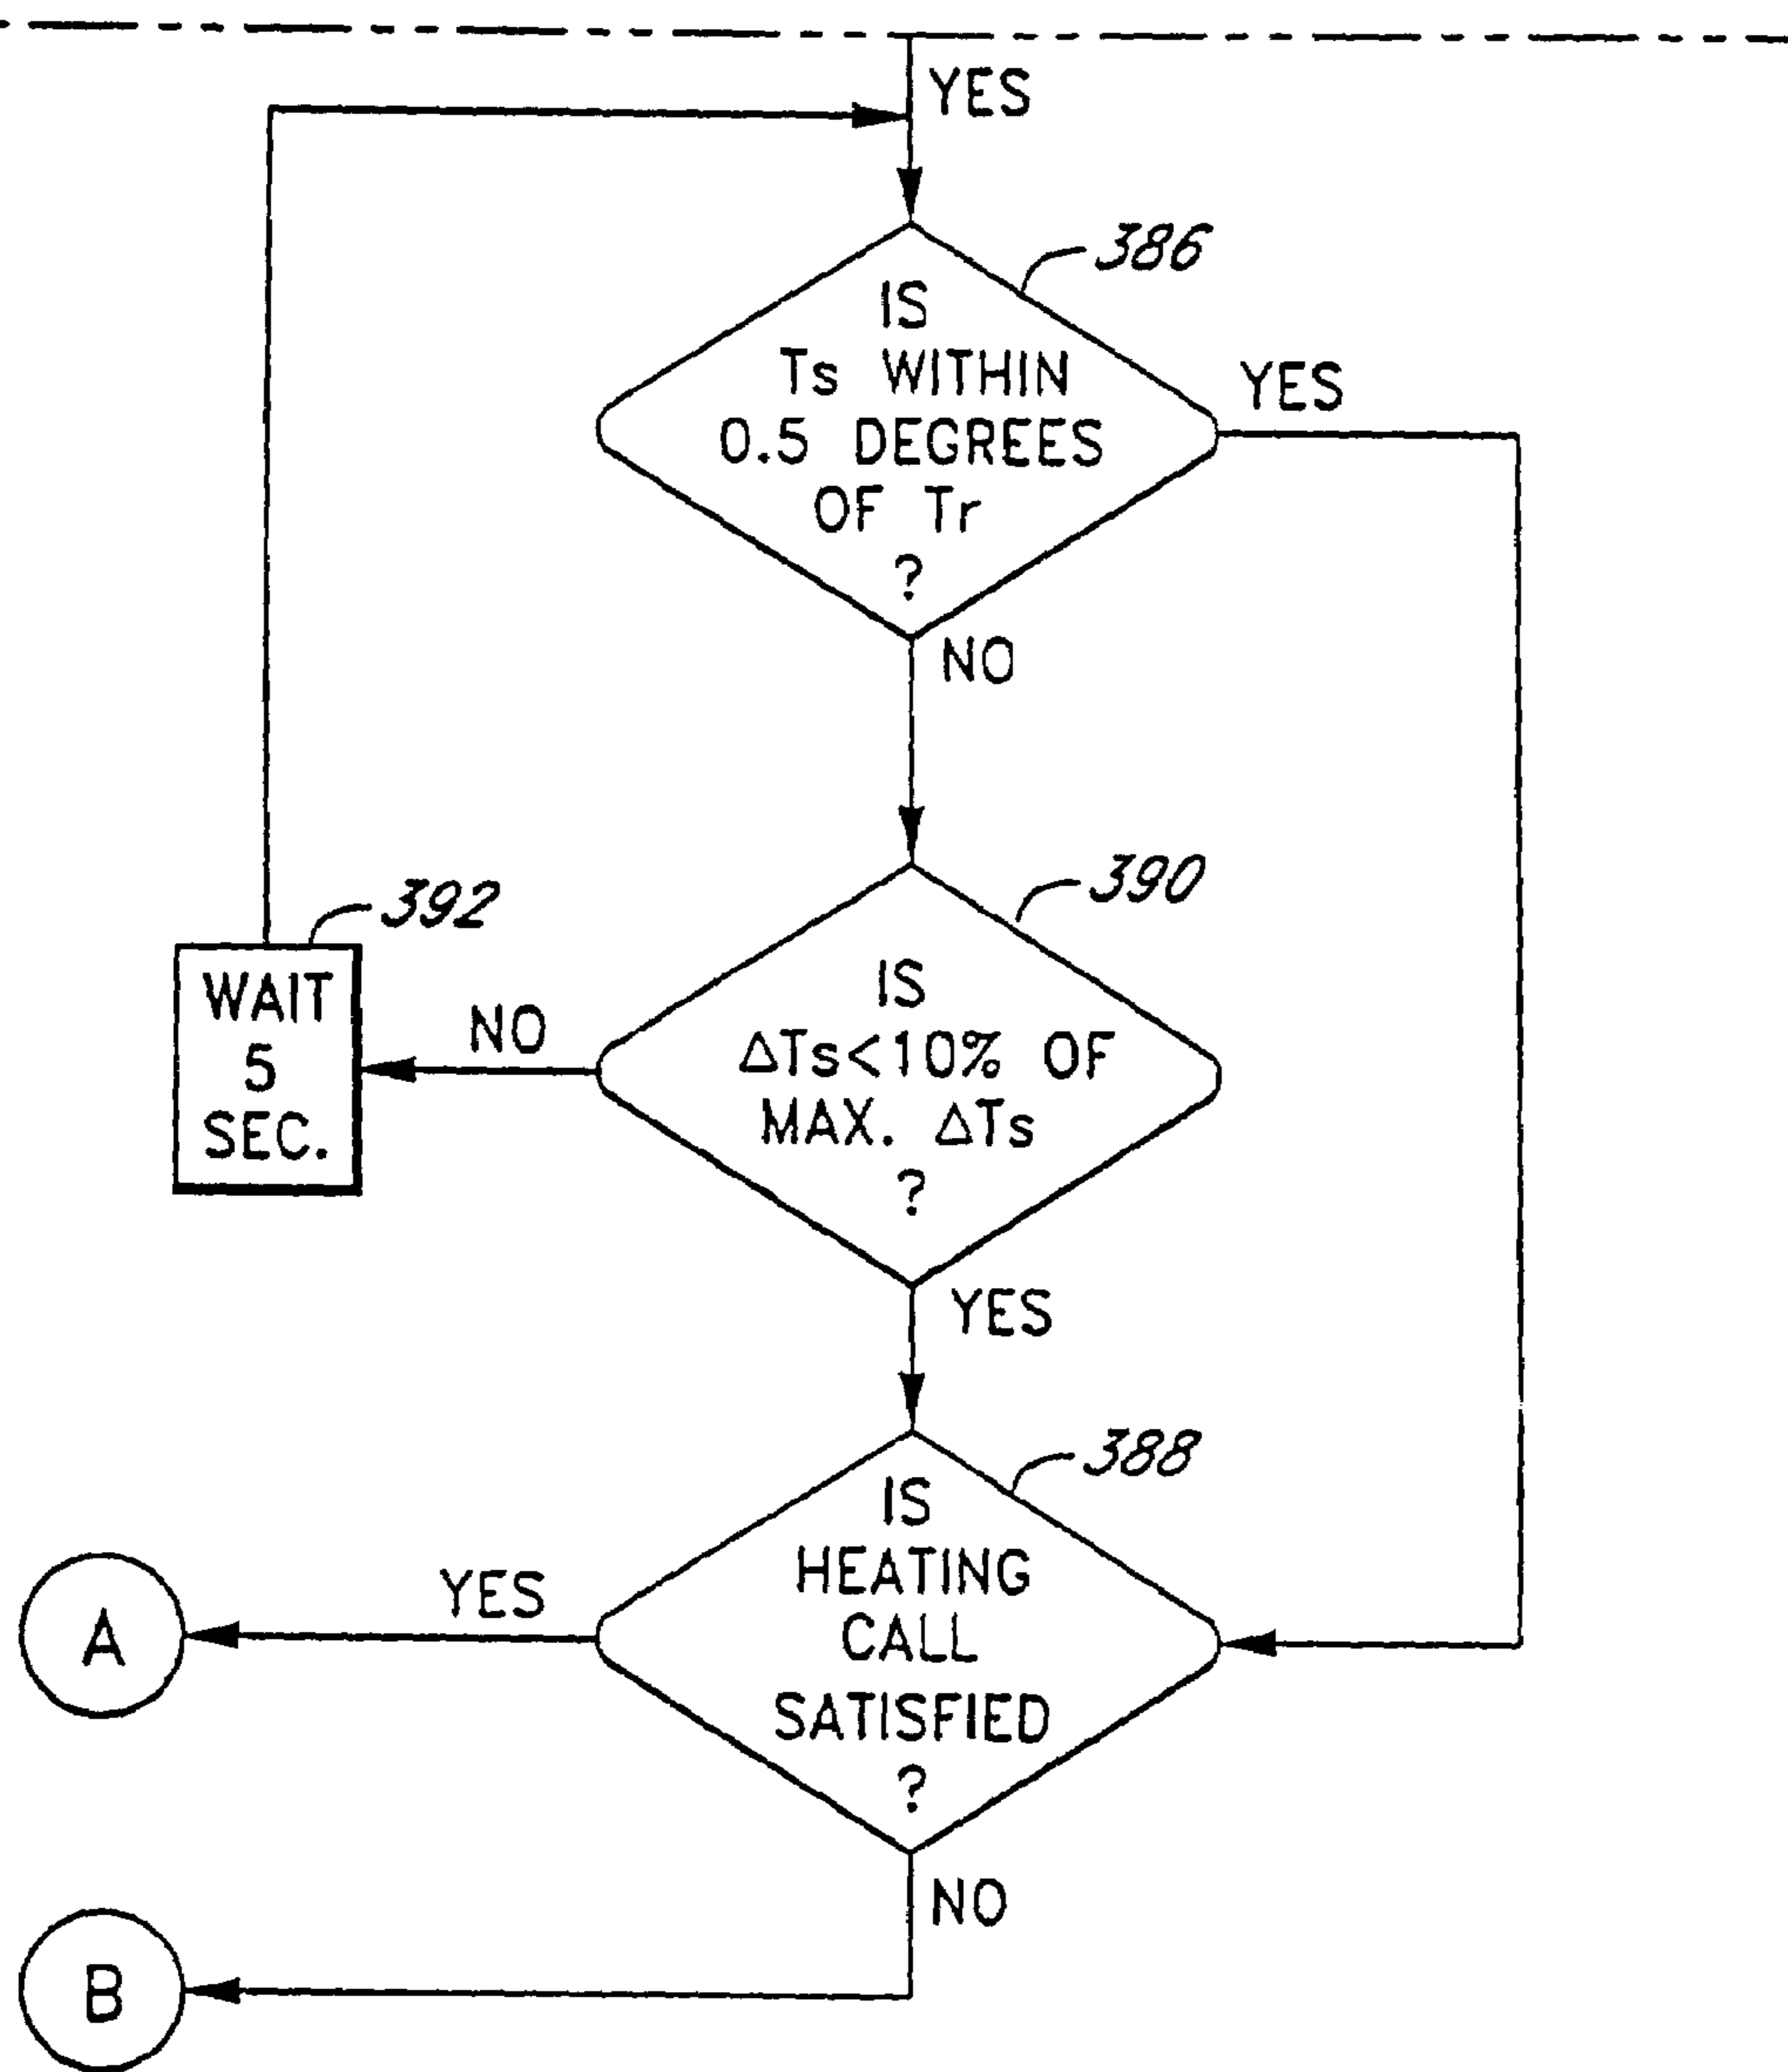 YES
386
IS
Ts WITHIN
0.5 DEGREES
OF Tr
?
YES
NO
392
WAIT
5
SEC.
NO
390
IS
ΔTs<10% OF
MAX. ΔTs
?
YES
388
IS
HEATING
CALL
SATISFIED
?
YES
A
NO
B